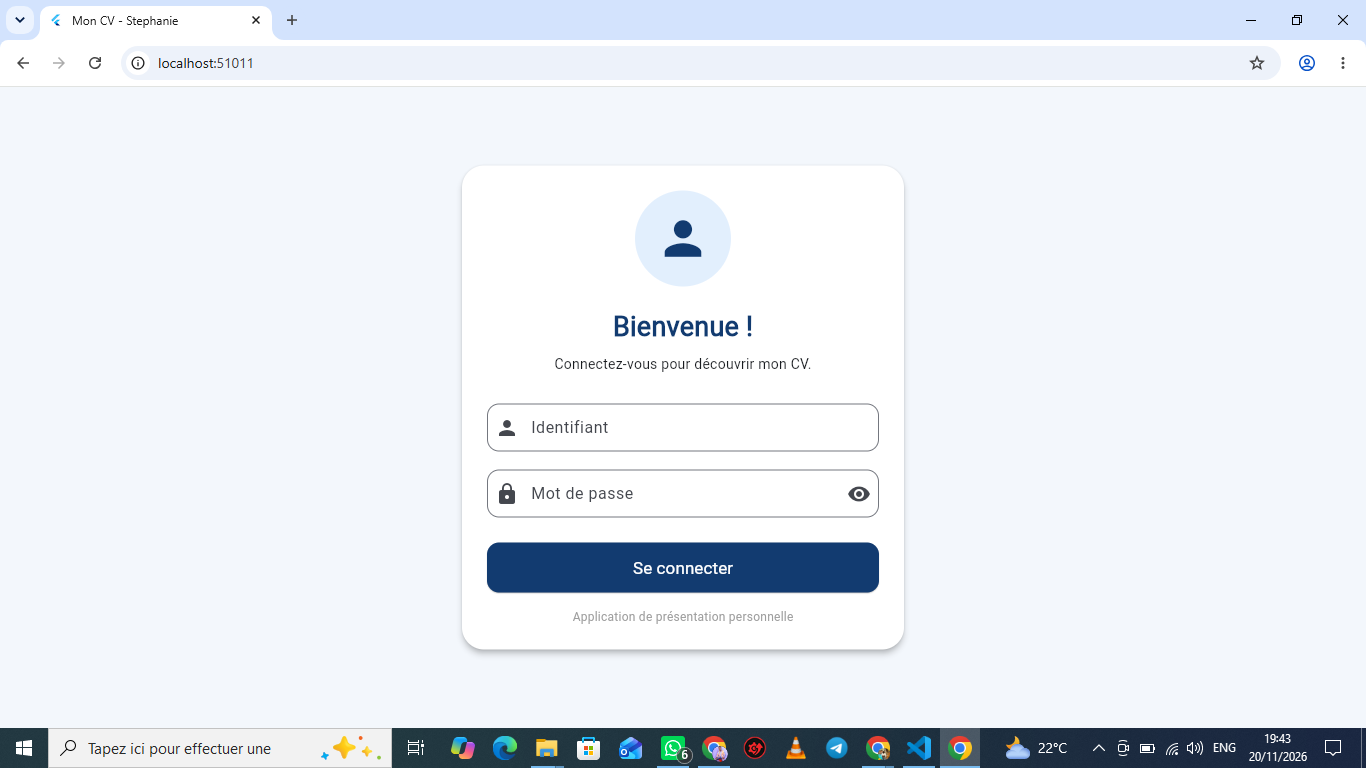 Mon CV - Stephanie
localhost:51011
Bienvenue !
Connectez-vous pour découvrir mon CV.
Identifiant
Mot de passe
Se connecter
Application de présentation personnelle
Tapez ici pour effectuer une
6
22°C
ENG
19:43
20/11/2026